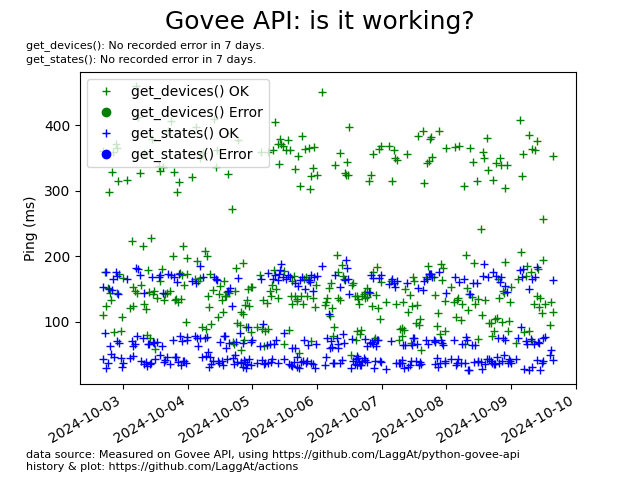 Govee API: is it working?
get_devices(): No recorded error in 7 days.
get_states(): No recorded error in 7 days.
get_devices() OK
get_devices() Error
get_states() OK
get_states() Error
Ping (ms)
400
300
200
100
2024-10-03
2024-10-04
2024-10-05
2024-10-06
2024-10-07
2024-10-08
2024-10-09
2024-10-10
data source: Measured on Govee API, using https://github.com/LaggAt/python-govee-api
history & plot: https://github.com/LaggAt/actions